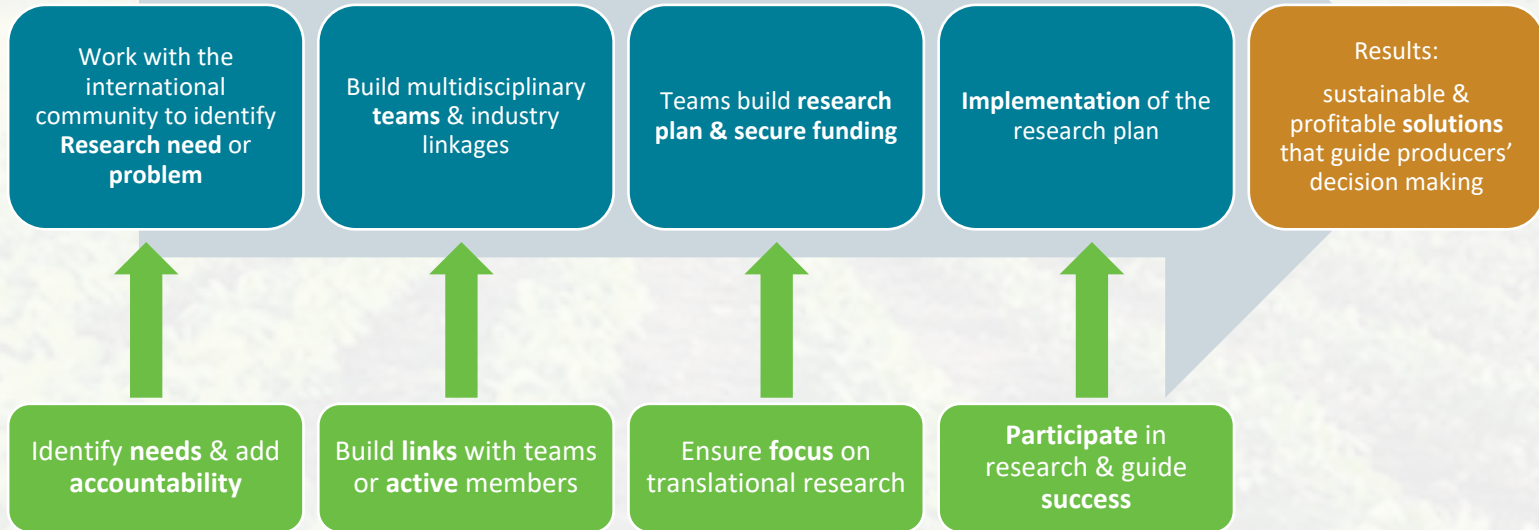 Work with the
international
community to identify
Research need or
problem
Build multidisciplinary
teams & industry
linkages
Teams build research
plan & secure funding
Implementation of the
research plan
Results:
sustainable &
profitable solutions
that guide producers’
decision making
Identify needs & add
accountability
Build links with teams
or active members
Ensure focus on
translational research
Participate in
research & guide
success